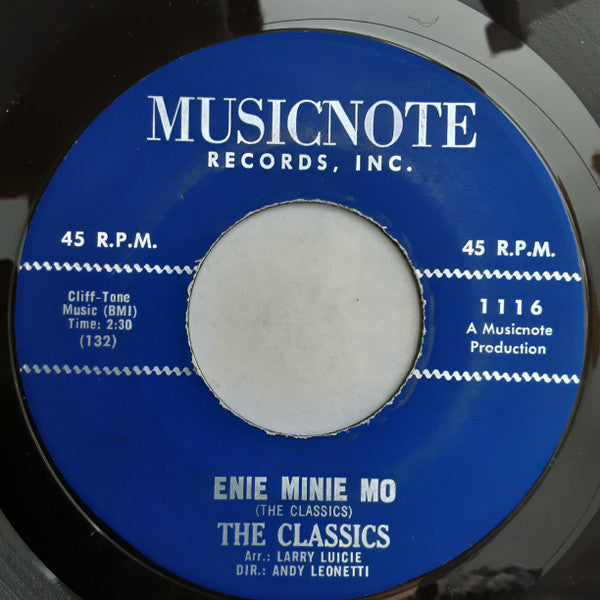 MUSICNOTE
RECORDS, INC.
45 R.P.M.
45 R.P.M.
Cliff-Tone
Music (BMI)
Time: 2:30
(132)
1116
A Musicnote
Production
ENIE MINIE MO
(THE CLASSICS)
THE CLASSICS
Arr.: LARRY LUICIE
DIR.: ANDY LEONETTI